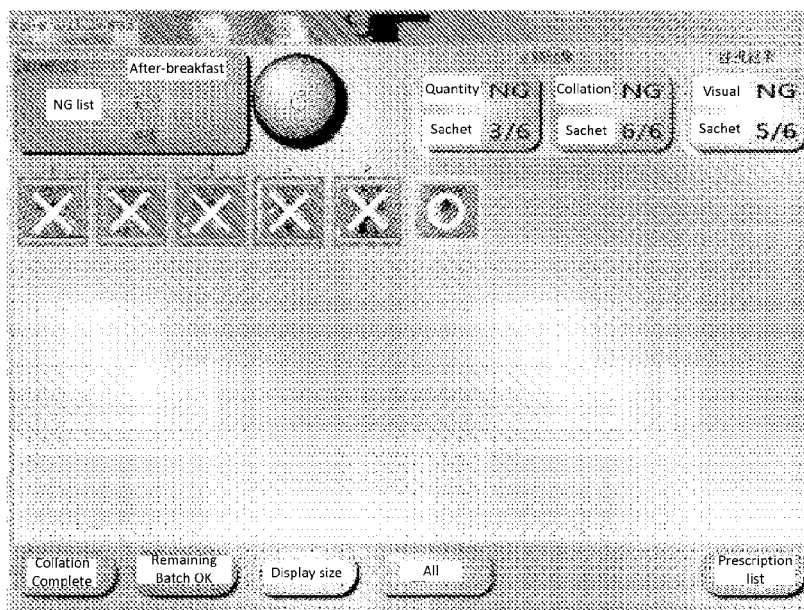 After-breakfast
NG list
Quantity NG
Sachet 3/6
Collation NG
Sachet 6/6
Visual NG
Sachet 5/6
Collation
Complete
Remaining
Batch OK
Display size
All
Prescription
list